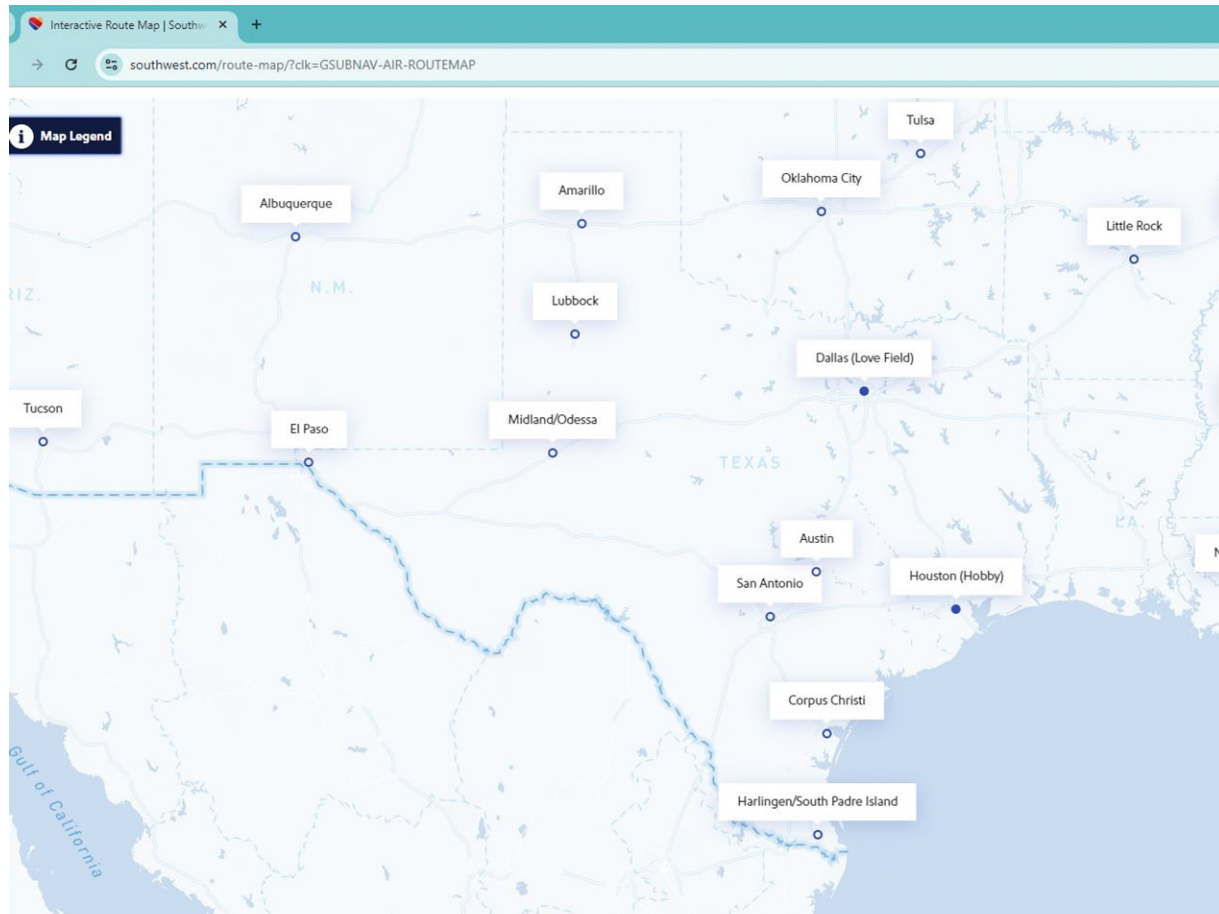 Interactive Route Map | Southw
southwest.com/route-map/?clk=GSUBNAV-AIR-ROUTEMAP
Map Legend
Tulsa
Oklahoma City
Amarillo
Albuquerque
Little Rock
RIZ.
N.M.
Lubbock
Dallas (Love Field)
Tucson
El Paso
Midland/Odessa
TEXAS
LA.
Austin
N
San Antonio
Houston (Hobby)
Corpus Christi
Gulf of California
Harlingen/South Padre Island